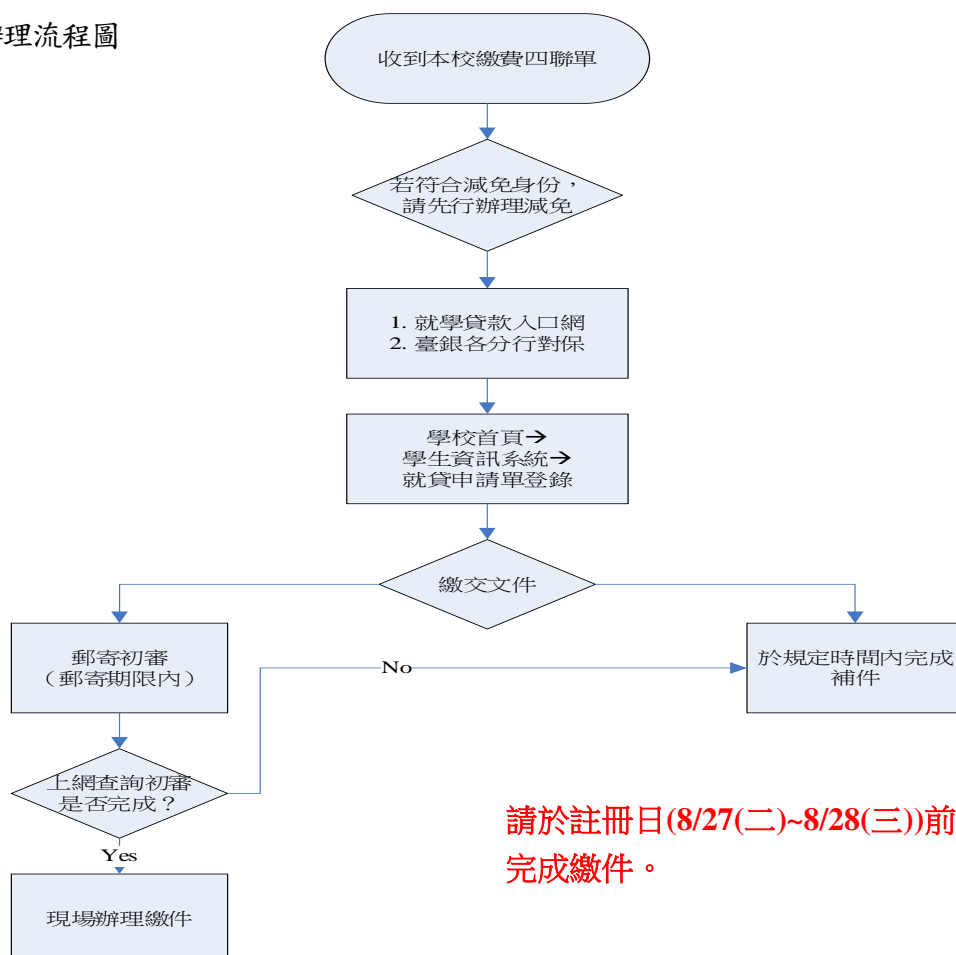 理流程圖
收到本校繳費四聯單
若符合減免身份，
請先行辦理減免
1. 就學貸款入口網
2. 臺銀各分行對保
學校首頁→
學生資訊系統→
就貸申請單登錄
繳交文件
郵寄初審
（郵寄期限內）
No
於規定時間內完成
補件
上網查詢初審
是否完成？
Yes
現場辦理繳件
請於註冊日(8/27(二)~8/28(三))前
完成繳件。